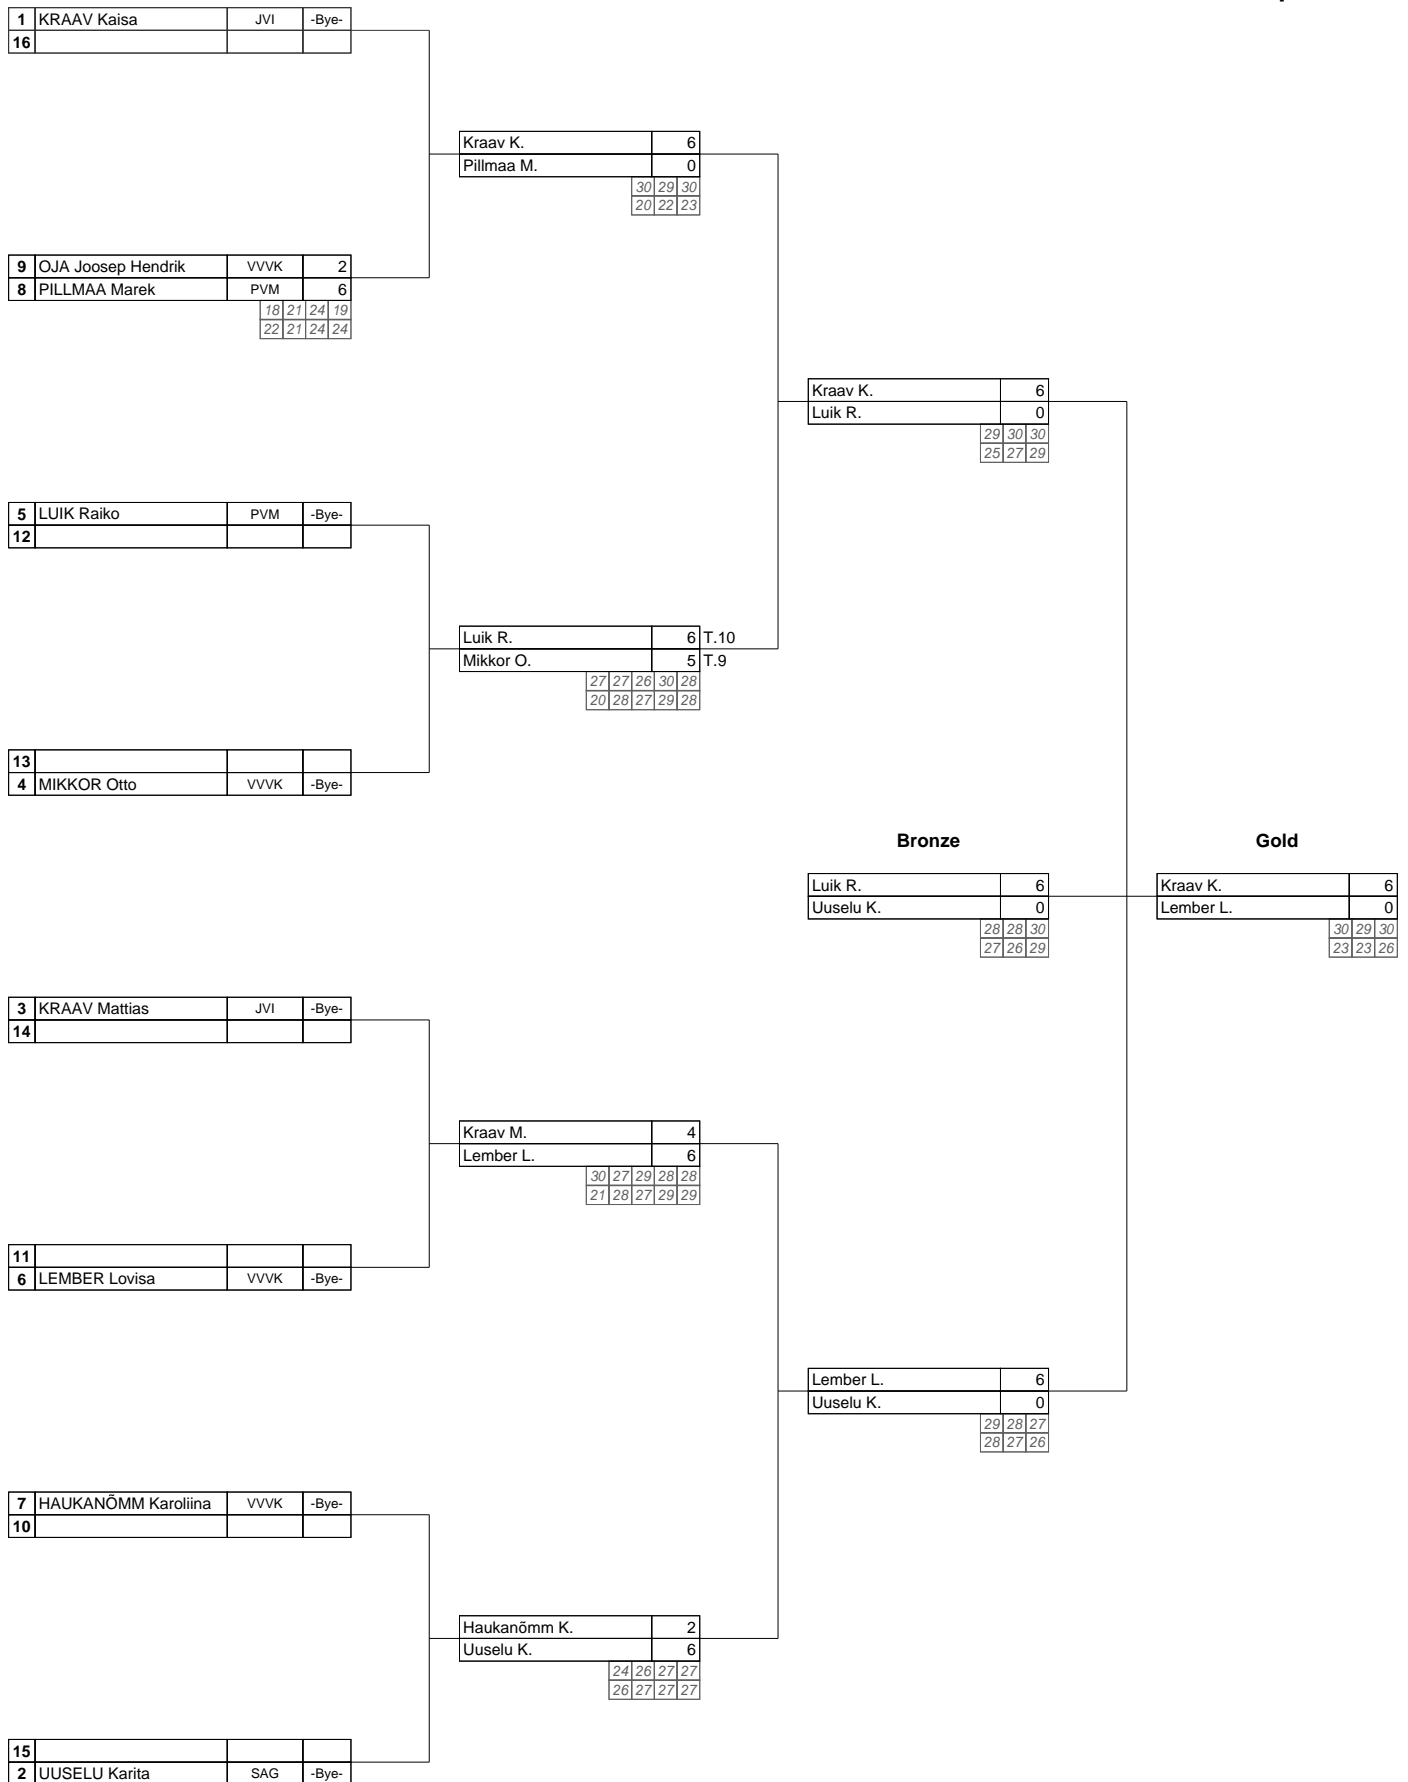 1 KRAAV Kaisa JVI -Bye-
16
Kraav K. 6
Pillmaa M. 0
30 29 30
20 22 23
9 OJA Joosep Hendrik VVVK 2
8 PILLMAA Marek PVM 6
18 21 24 19
22 21 24 24
Kraav K. 6
Luik R. 0
29 30 30
25 27 29
5 LUIK Raiko PVM -Bye-
12
Luik R. 6 T.10
Mikkor O. 5 T.9
27 27 26 30 28
20 28 27 29 28
13
4 MIKKOR Otto VVVK -Bye-
Bronze Gold
Luik R. 6 Kraav K. 6
Uuselu K. 0 Lember L. 0
28 28 30 30 29 30
27 26 29 23 23 26
3 KRAAV Mattias JVI -Bye-
14
Kraav M. 4
Lember L. 6
30 27 29 28 28
21 28 27 29 29
11
6 LEMBER Lovisa VVVK -Bye-
Lember L. 6
Uuselu K. 0
29 28 27
28 27 26
7 HAUKANÕMM Karoliina VVVK -Bye-
10
Haukanõmm K. 2
Uuselu K. 6
24 26 27 27
26 27 27 27
15
2 UUSELU Karita SAG -Bye-